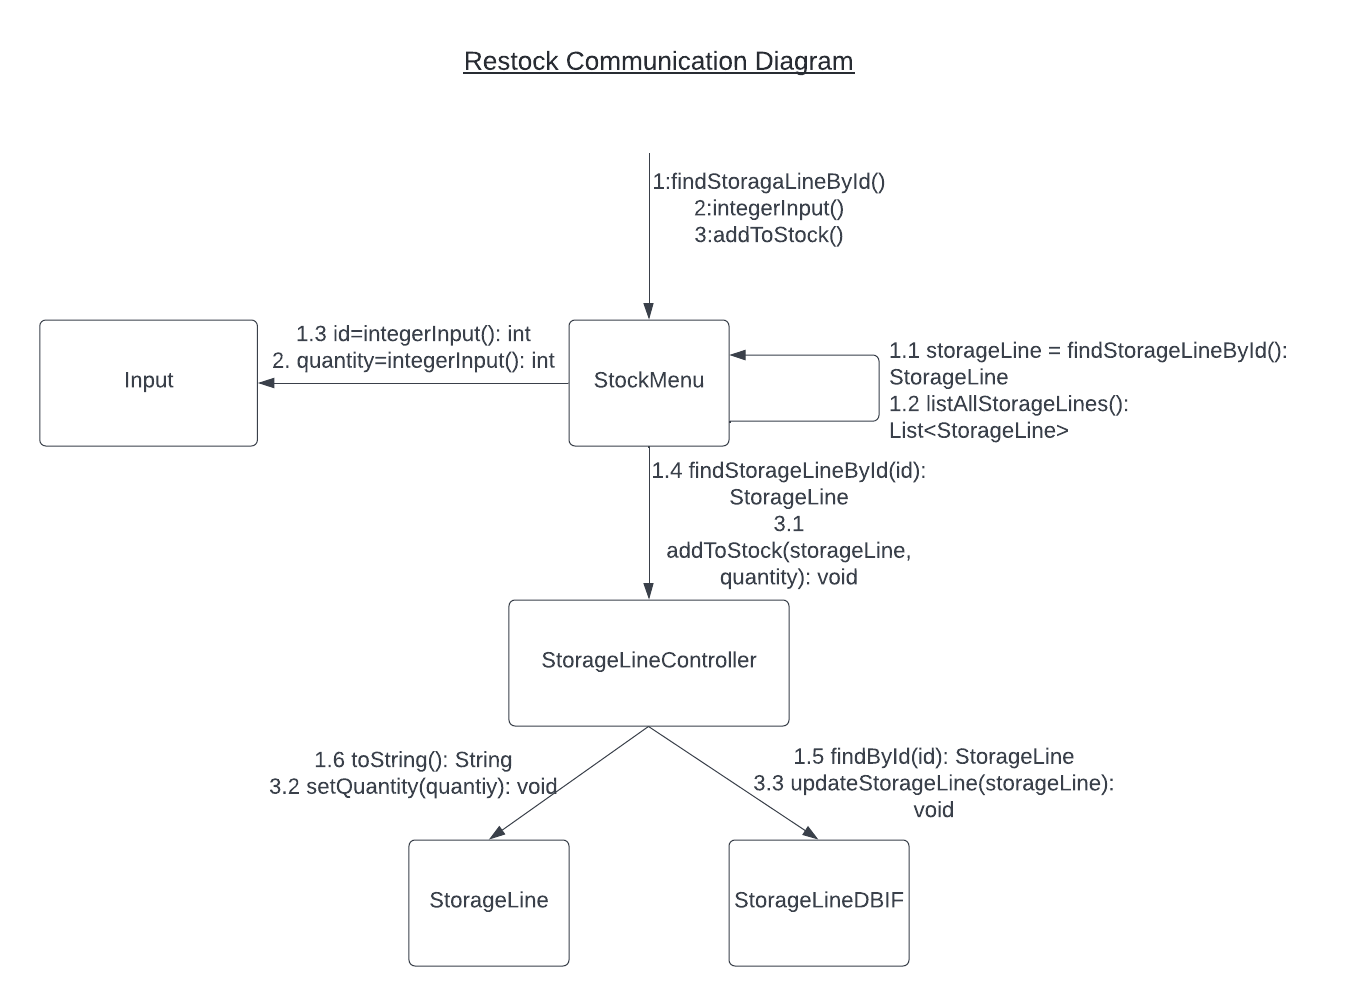 Restock Communication Diagram
1:findStoragaLineById()
2:integerInput()
3:addToStock()
1.3 id=integerInput(): int
2. quantity=integerInput(): int
Input
StockMenu
1.1 storageLine = findStorageLineById():
StorageLine
1.2 listAllStorageLines():
List<StorageLine>
1.4 findStorageLineById(id):
StorageLine
3.1
addToStock(storageLine,
quantity): void
StorageLineController
1.6 toString(): String
3.2 setQuantity(quantiy): void
1.5 findById(id): StorageLine
3.3 updateStorageLine(storageLine):
void
StorageLine
StorageLineDBIF